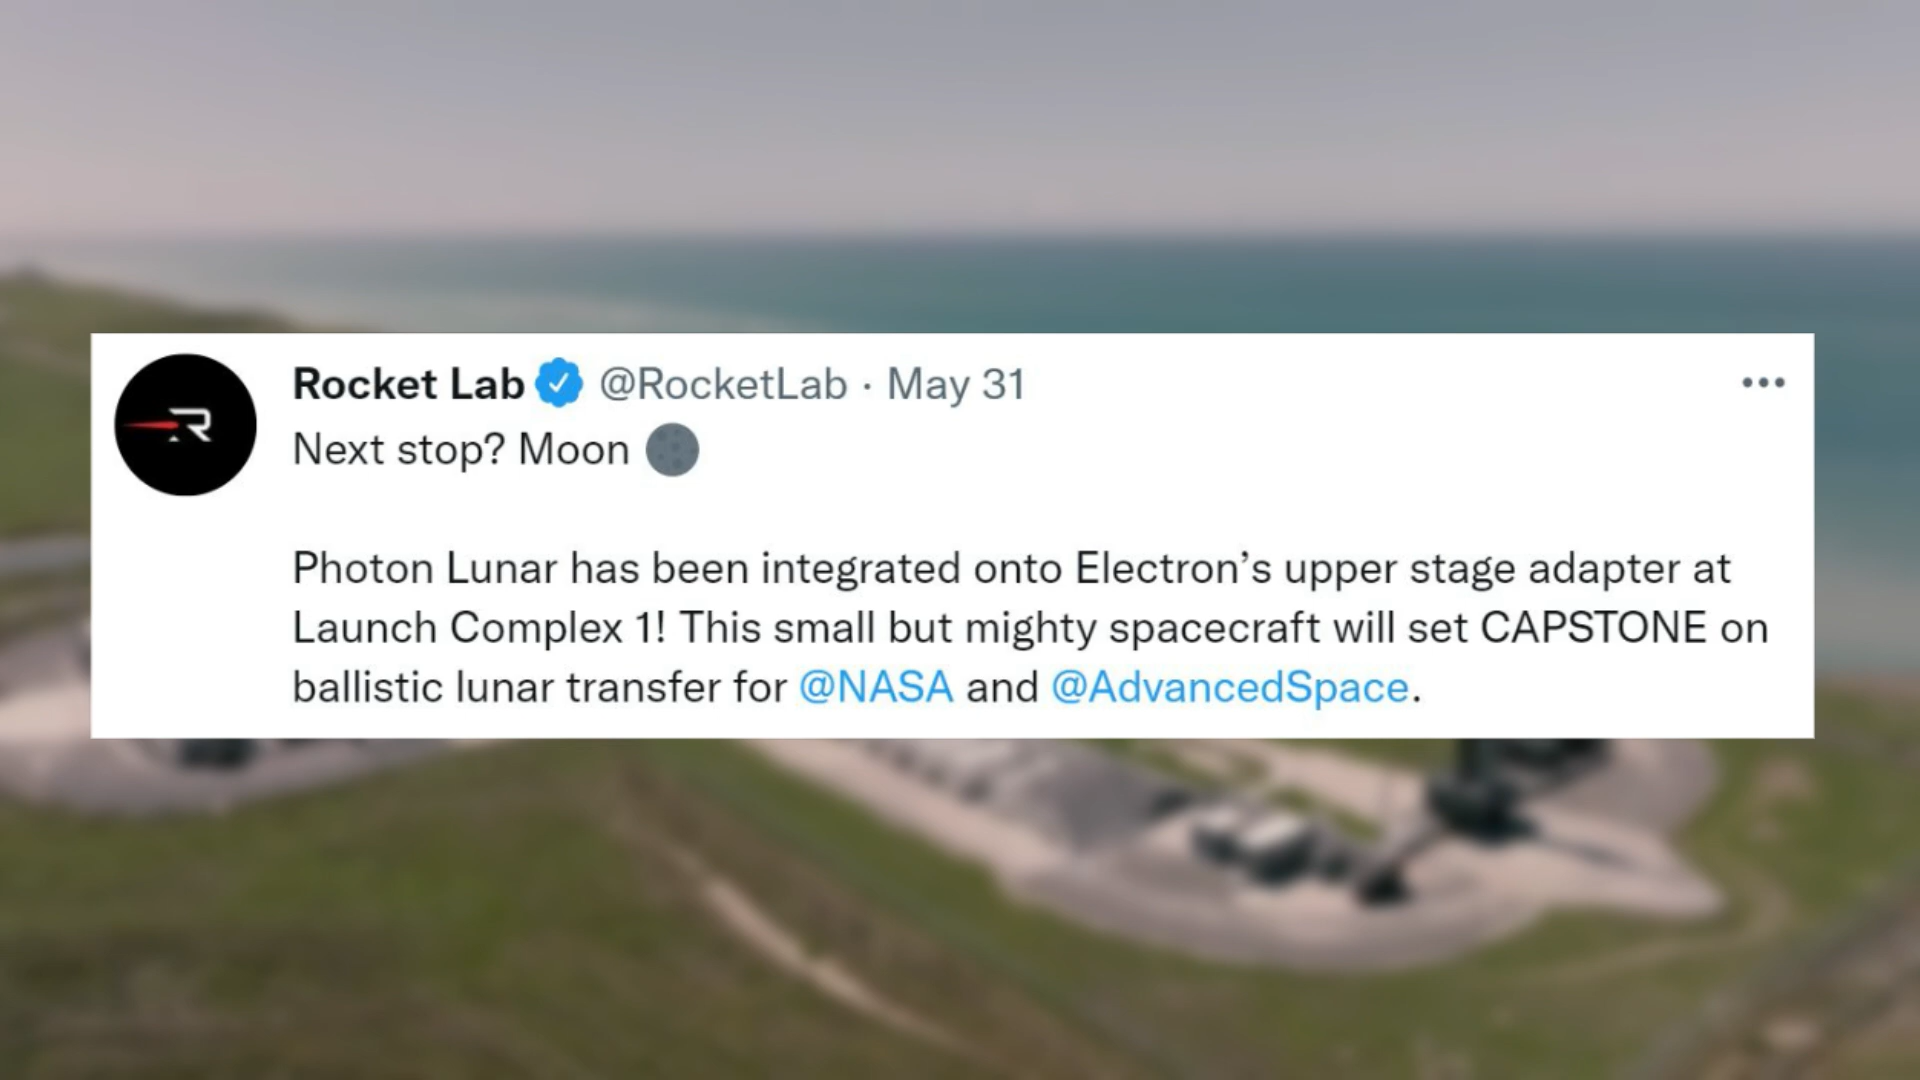 Rocket Lab @RocketLab · May 31
Next stop? Moon 🌑
Photon Lunar has been integrated onto Electron’s upper stage adapter at
Launch Complex 1! This small but mighty spacecraft will set CAPSTONE on
ballistic lunar transfer for @NASA and @AdvancedSpace.